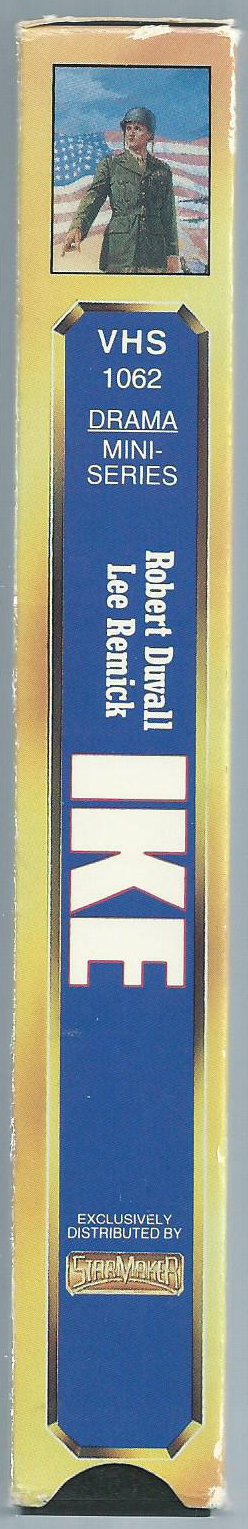 VHS
1062
DRAMA
MINI-
SERIES
Robert Duvall
Lee Remick
IKE
EXCLUSIVELY
DISTRIBUTED BY
STARMAKER